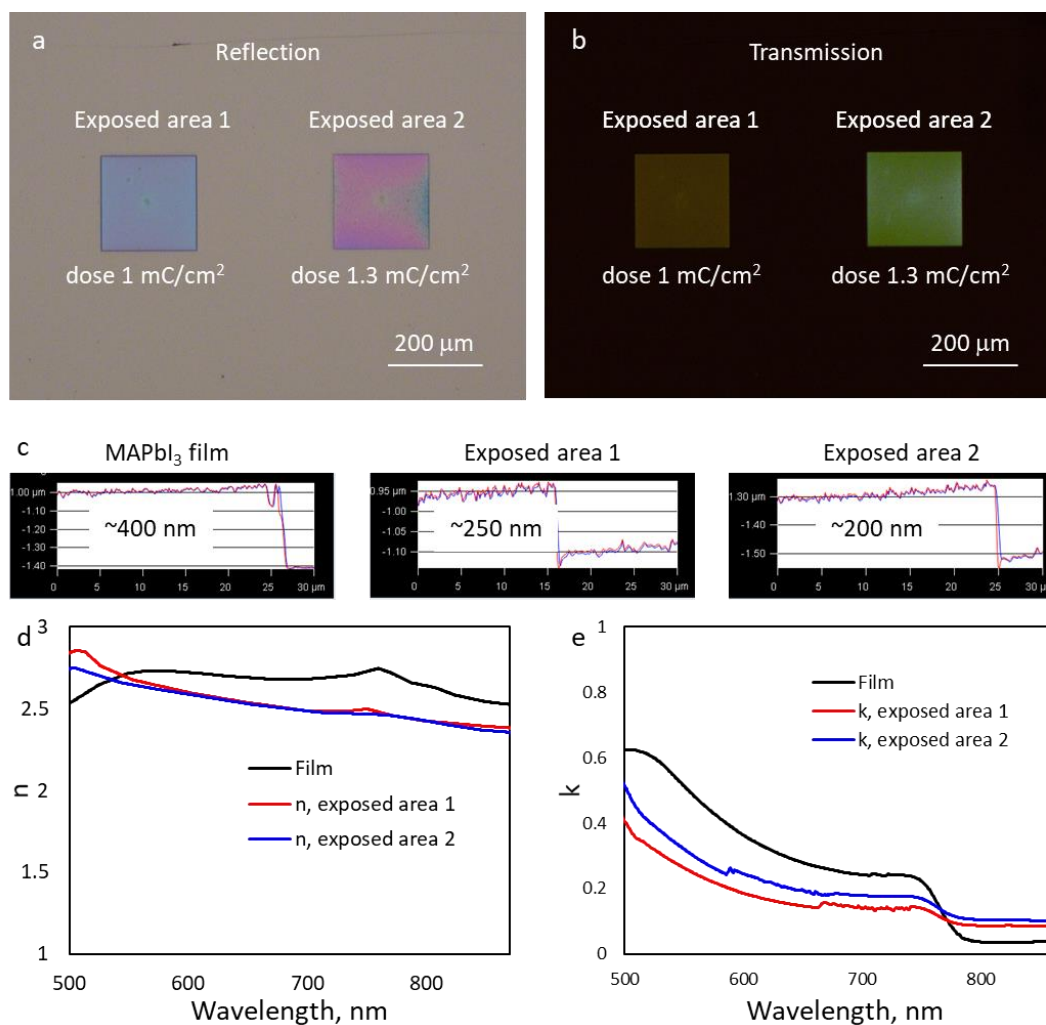 a
Reflection
Exposed area 1
Exposed area 2
dose 1 mC/cm²
dose 1.3 mC/cm²
200 μm
b
Transmission
Exposed area 1
Exposed area 2
dose 1 mC/cm²
dose 1.3 mC/cm²
200 μm
c
MAPbI₃ film
Exposed area 1
Exposed area 2
1.00 μm
-1.10
-1.20
-1.30
-1.40
~400 nm
0 5 10 15 20 25 30 μm
0.95 μm
-1.00
-1.05
-1.10
~250 nm
0 5 10 15 20 25 30 μm
1.30 μm
-1.40
-1.50
~200 nm
0 5 10 15 20 25 30 μm
d
3
2.5
2
1.5
1
n
Film
n, exposed area 1
n, exposed area 2
500 600 700 800
Wavelength, nm
e
1
0.8
0.6
0.4
0.2
0
k
Film
k, exposed area 1
k, exposed area 2
500 600 700 800
Wavelength, nm